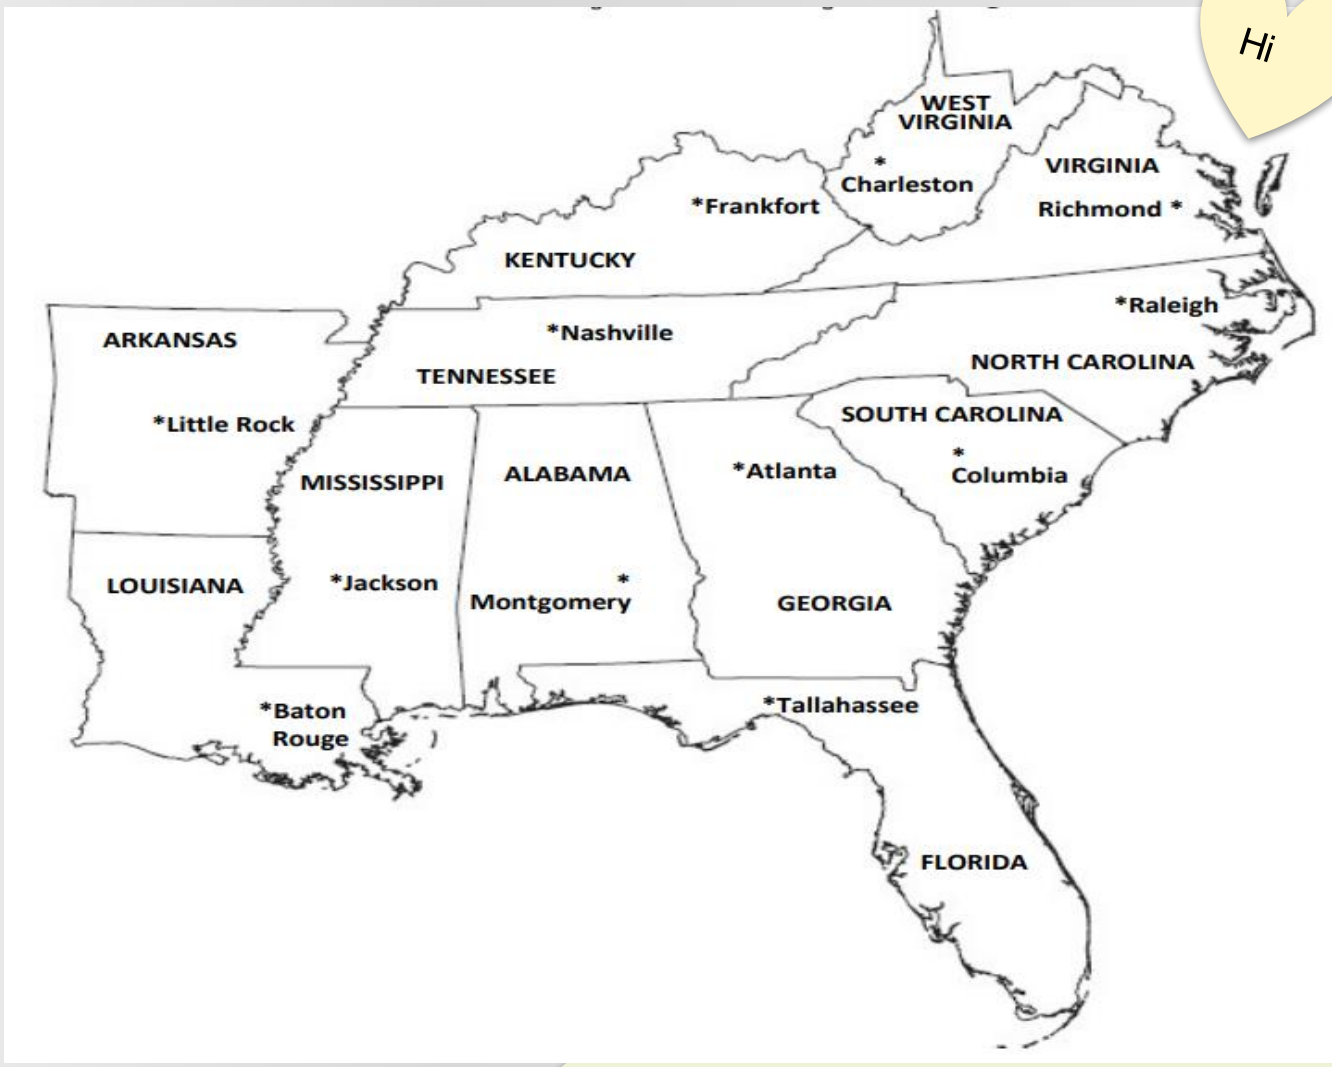 Hi
WEST
VIRGINIA
*
Charleston
VIRGINIA
Richmond *
*Frankfort
KENTUCKY
*Raleigh
*Nashville
ARKANSAS
NORTH CAROLINA
TENNESSEE
SOUTH CAROLINA
*Little Rock
*
Columbia
*Atlanta
ALABAMA
MISSISSIPPI
*Jackson
LOUISIANA
*
Montgomery
GEORGIA
*Tallahassee
*Baton
Rouge
FLORIDA